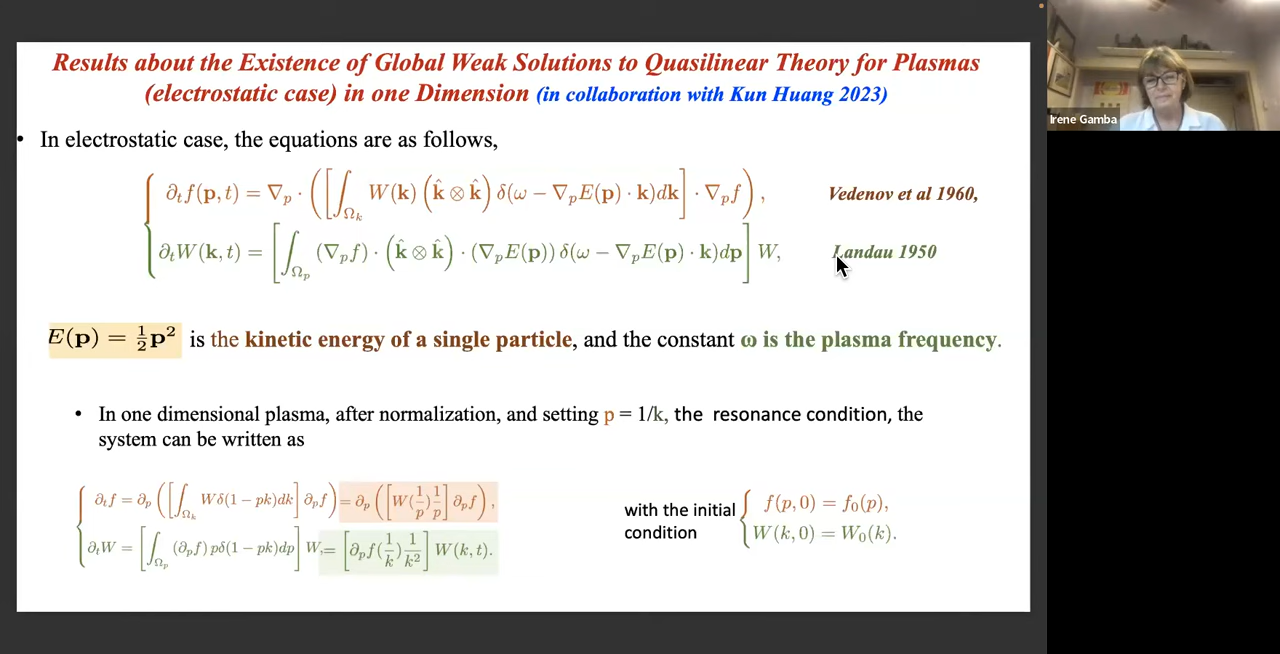 Results about the Existence of Global Weak Solutions to Quasilinear Theory for Plasmas
(electrostatic case) in one Dimension (in collaboration with Kun Huang 2023)
Irene Gamba
• In electrostatic case, the equations are as follows,
∂ₜf(𝐩, t) = ∇ₚ · ([∫_{Ωₖ} W(𝐤) (𝐤̂ ⊗ 𝐤̂) δ(ω − ∇ₚE(𝐩) · 𝐤)d𝐤] · ∇ₚf), Vedenov et al 1960,
∂ₜW(𝐤, t) = [∫_{Ωₚ} (∇ₚf) · (𝐤̂ ⊗ 𝐤̂) · (∇ₚE(𝐩)) δ(ω − ∇ₚE(𝐩) · 𝐤)d𝐩] W, Landau 1950
E(𝐩) = ½𝐩² is the kinetic energy of a single particle, and the constant ω is the plasma frequency.
• In one dimensional plasma, after normalization, and setting p = 1/k, the resonance condition, the
system can be written as
∂ₜf = ∂ₚ([∫_{Ωₖ} Wδ(1 − pk)dk] ∂ₚf) = ∂ₚ([W(1/p)1/p] ∂ₚf),
∂ₜW = [∫_{Ωₚ} (∂ₚf) pδ(1 − pk)dp] W, = [∂ₚf(1/k)1/k²] W(k, t).
with the initial
condition
f(p, 0) = f₀(p),
W(k, 0) = W₀(k).